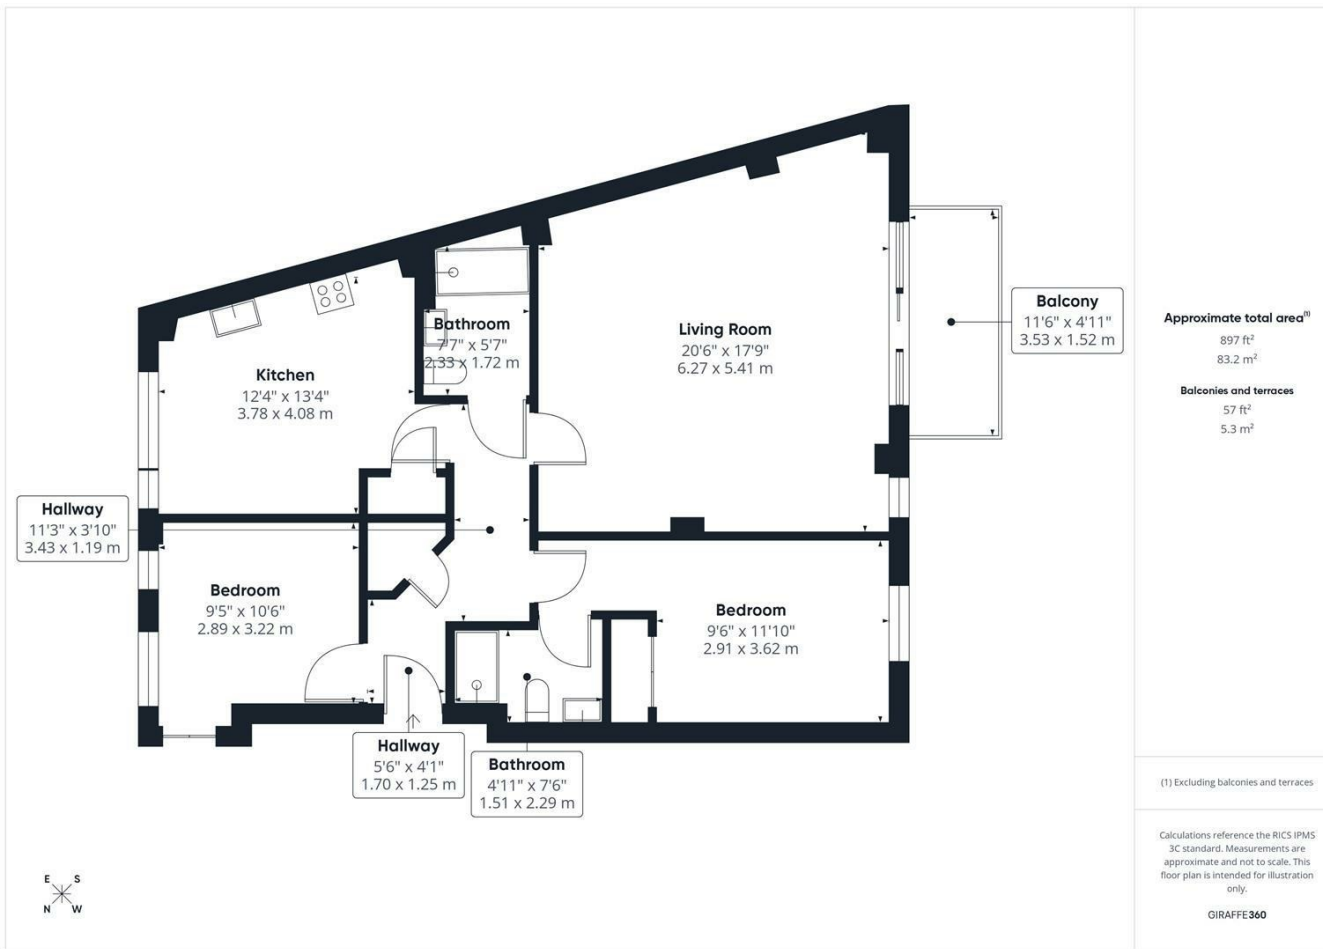 Kitchen
12'4" x 13'4"
3.78 x 4.08 m
Bathroom
7'7" x 5'7"
2.33 x 1.72 m
Living Room
20'6" x 17'9"
6.27 x 5.41 m
Balcony
11'6" x 4'11"
3.53 x 1.52 m
Hallway
11'3" x 3'10"
3.43 x 1.19 m
Bedroom
9'5" x 10'6"
2.89 x 3.22 m
Bedroom
9'6" x 11'10"
2.91 x 3.62 m
Hallway
5'6" x 4'1"
1.70 x 1.25 m
Bathroom
4'11" x 7'6"
1.51 x 2.29 m
E S
N W
Approximate total area(1)
897 ft²
83.2 m²
Balconies and terraces
57 ft²
5.3 m²
(1) Excluding balconies and terraces
Calculations reference the RICS IPMS
3C standard. Measurements are
approximate and not to scale. This
floor plan is intended for illustration
only.
GIRAFFE360